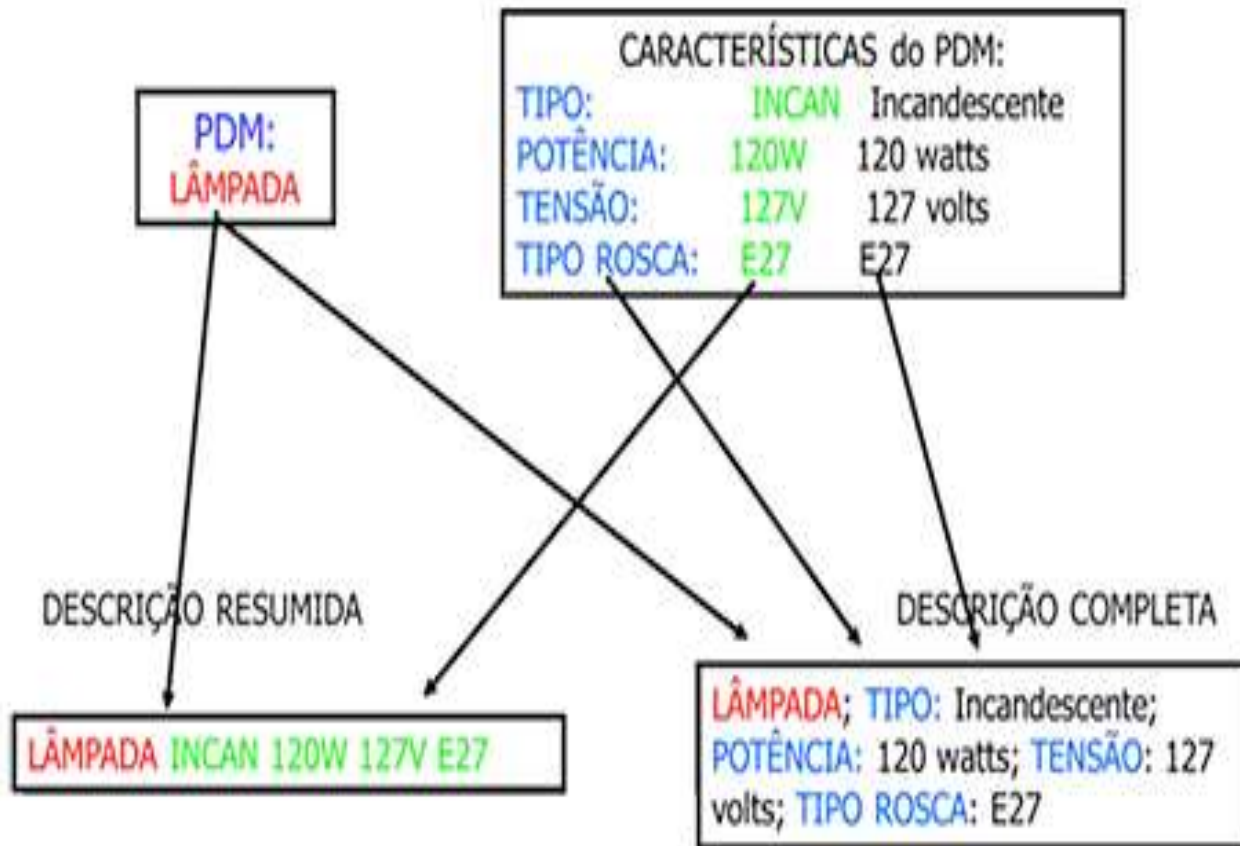 PDM:
LÂMPADA
CARACTERÍSTICAS do PDM:
TIPO: INCAN Incandescente
POTÊNCIA: 120W 120 watts
TENSÃO: 127V 127 volts
TIPO ROSCA: E27 E27
DESCRIÇÃO RESUMIDA
LÂMPADA INCAN 120W 127V E27
DESCRIÇÃO COMPLETA
LÂMPADA; TIPO: Incandescente;
POTÊNCIA: 120 watts; TENSÃO: 127
volts; TIPO ROSCA: E27